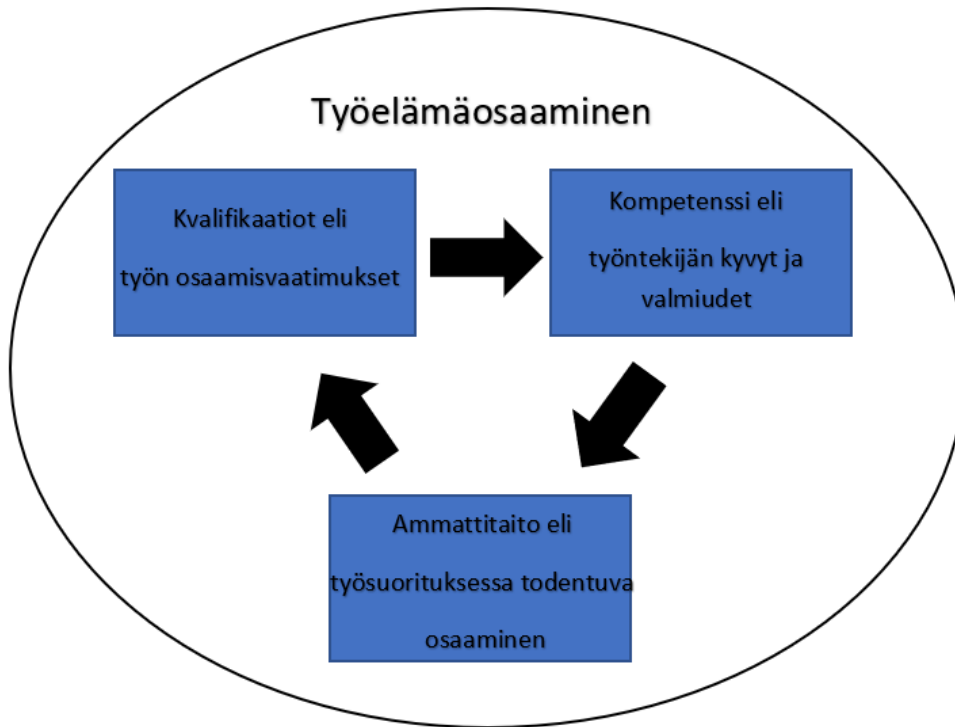 Työelämäosaaminen
Kvalifikaatiot eli
työn osaamisvaatimukset
Kompetenssi eli
työntekijän kyvyt ja
valmiudet
Ammattitaito eli
työsuorituksessa todentuva
osaaminen